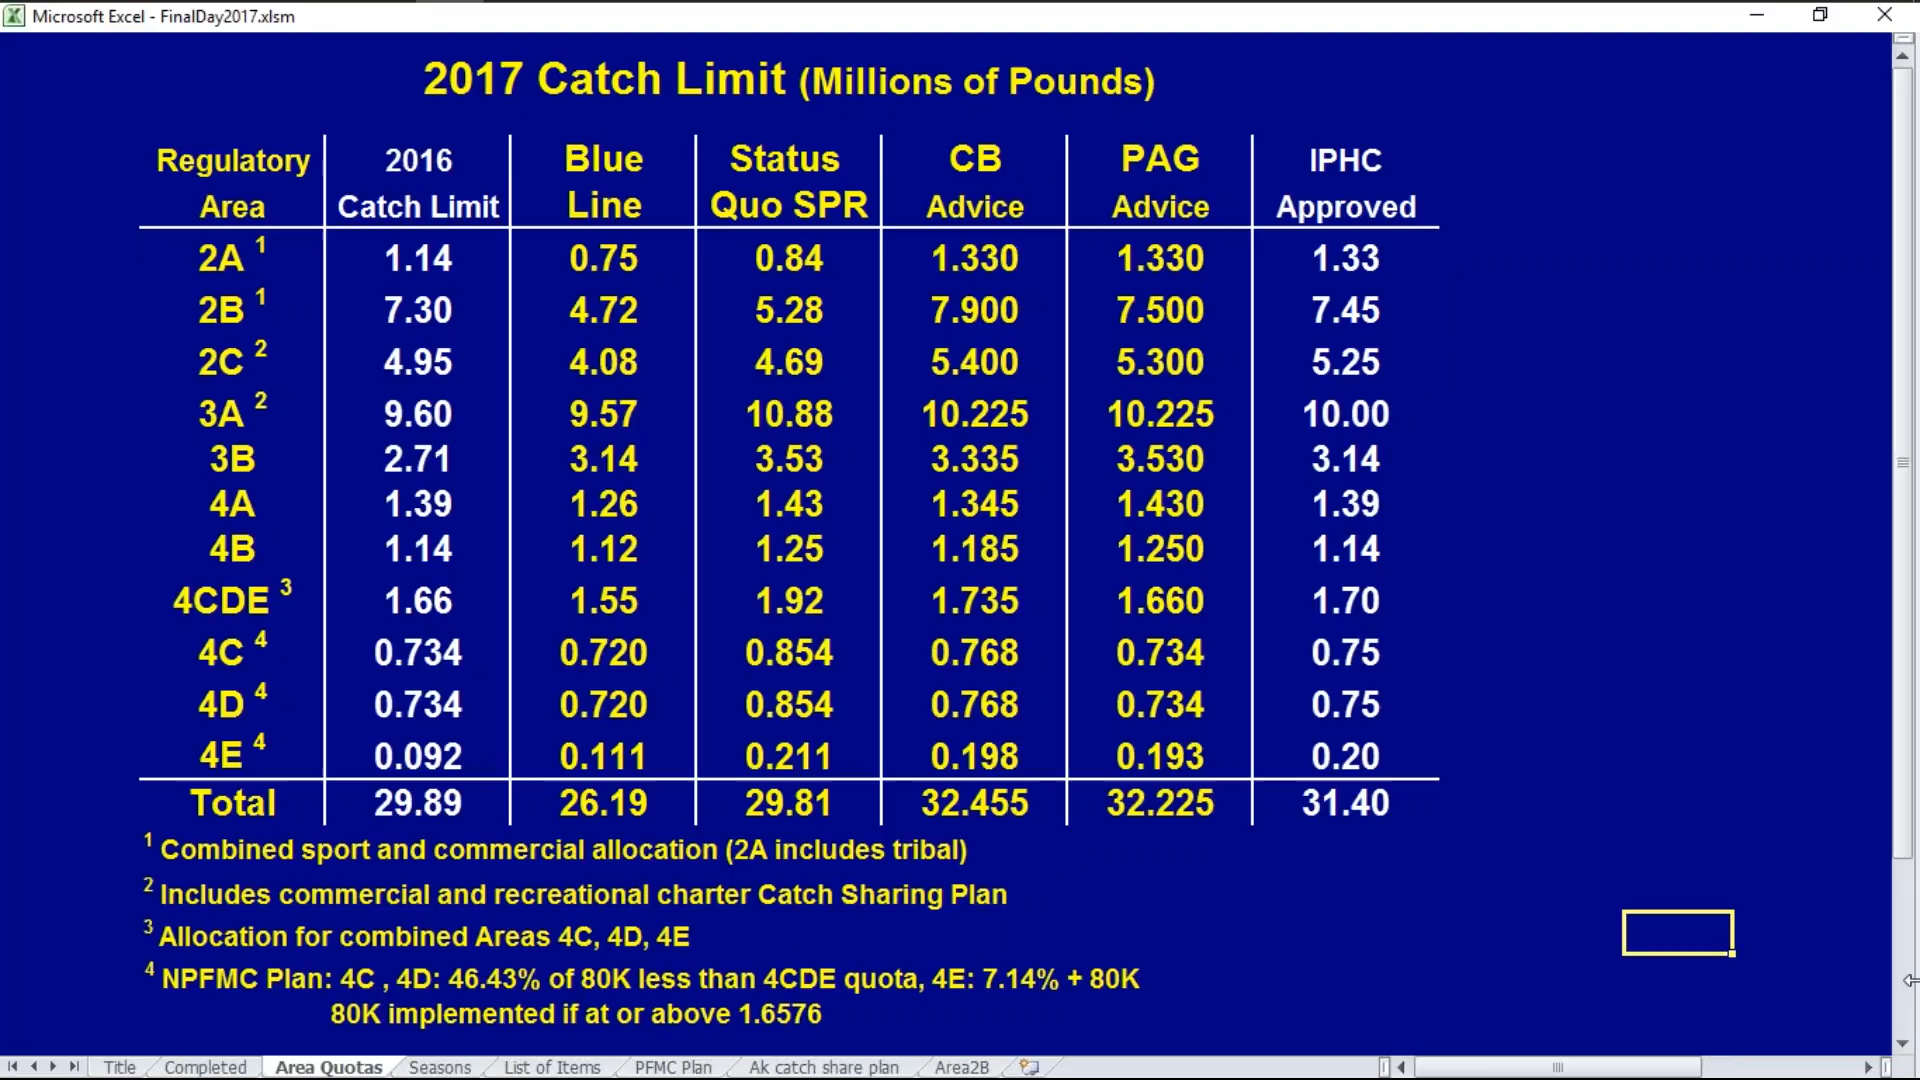 Microsoft Excel - FinalDay2017.xlsm
2017 Catch Limit (Millions of Pounds)
Regulatory Area 2016 Catch Limit Blue Line Status Quo SPR CB Advice PAG Advice IPHC Approved
2A 1 1.14 0.75 0.84 1.330 1.330 1.33
2B 1 7.30 4.72 5.28 7.900 7.500 7.45
2C 2 4.95 4.08 4.69 5.400 5.300 5.25
3A 2 9.60 9.57 10.88 10.225 10.225 10.00
3B 2.71 3.14 3.53 3.335 3.530 3.14
4A 1.39 1.26 1.43 1.345 1.430 1.39
4B 1.14 1.12 1.25 1.185 1.250 1.14
4CDE 3 1.66 1.55 1.92 1.735 1.660 1.70
4C 4 0.734 0.720 0.854 0.768 0.734 0.75
4D 4 0.734 0.720 0.854 0.768 0.734 0.75
4E 4 0.092 0.111 0.211 0.198 0.193 0.20
Total 29.89 26.19 29.81 32.455 32.225 31.40
1 Combined sport and commercial allocation (2A includes tribal)
2 Includes commercial and recreational charter Catch Sharing Plan
3 Allocation for combined Areas 4C, 4D, 4E
4 NPFMC Plan: 4C , 4D: 46.43% of 80K less than 4CDE quota, 4E: 7.14% + 80K
80K implemented if at or above 1.6576
Title Completed Area Quotas Seasons List of Items PFMC Plan Ak catch share plan Area2B